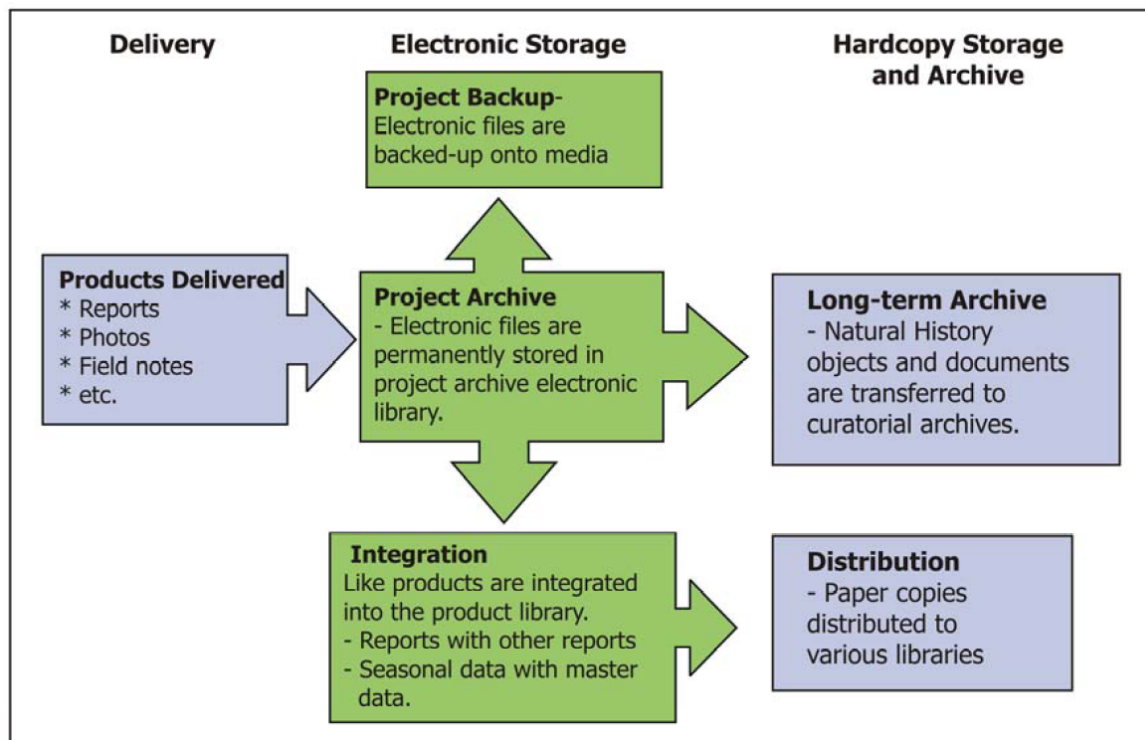 Delivery
Electronic Storage
Hardcopy Storage
and Archive
Project Backup-
Electronic files are
backed-up onto media
Products Delivered
* Reports
* Photos
* Field notes
* etc.
Project Archive
- Electronic files are
permanently stored in
project archive electronic
library.
Long-term Archive
- Natural History
objects and documents
are transferred to
curatorial archives.
Integration
Like products are integrated
into the product library.
- Reports with other reports
- Seasonal data with master
data.
Distribution
- Paper copies
distributed to
various libraries